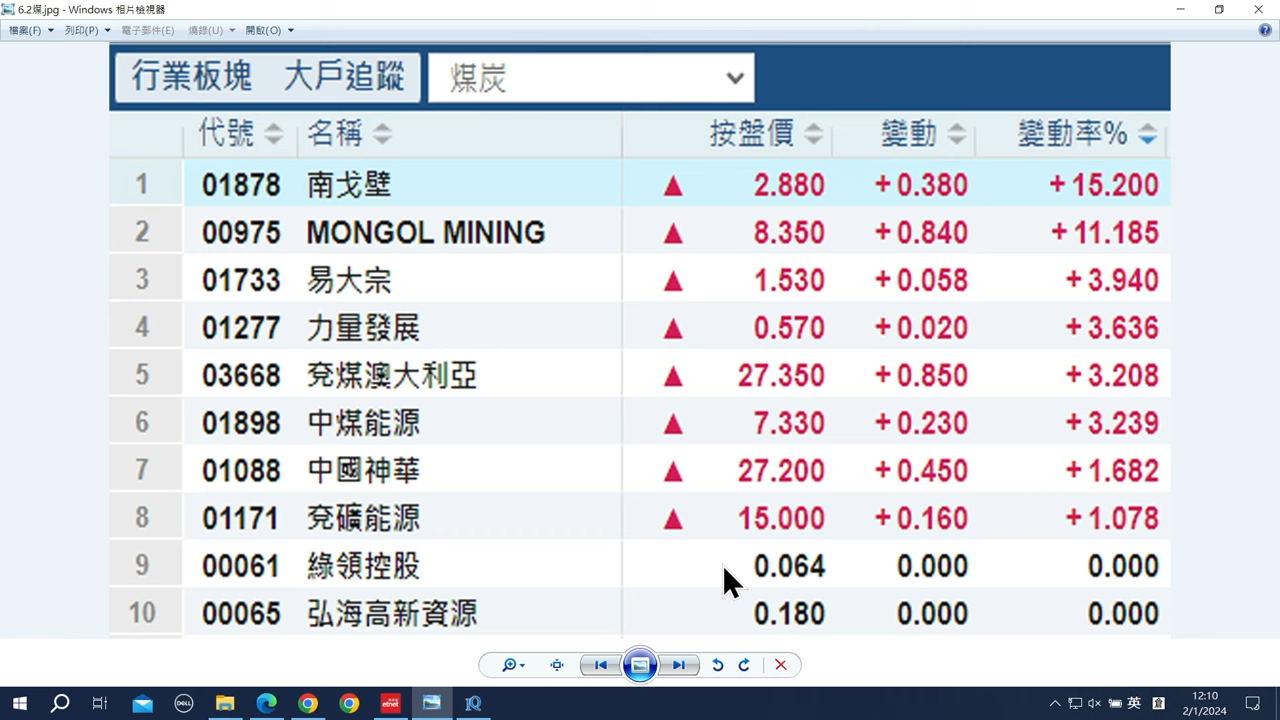 6.2煤.jpg - Windows 相片檢視器
檔案(F) 列印(P) 電子郵件(E) 燒錄(U) 開啟(O)
行業板塊 大戶追蹤 煤炭
代號 名稱 按盤價 變動 變動率%
1 01878 南戈壁 ▲ 2.880 +0.380 +15.200
2 00975 MONGOL MINING ▲ 8.350 +0.840 +11.185
3 01733 易大宗 ▲ 1.530 +0.058 +3.940
4 01277 力量發展 ▲ 0.570 +0.020 +3.636
5 03668 兗煤澳大利亞 ▲ 27.350 +0.850 +3.208
6 01898 中煤能源 ▲ 7.330 +0.230 +3.239
7 01088 中國神華 ▲ 27.200 +0.450 +1.682
8 01171 兗礦能源 ▲ 15.000 +0.160 +1.078
9 00061 綠領控股 0.064 0.000 0.000
10 00065 弘海高新資源 0.180 0.000 0.000
DELL etnet IQ 英 倉 12:10
2/1/2024